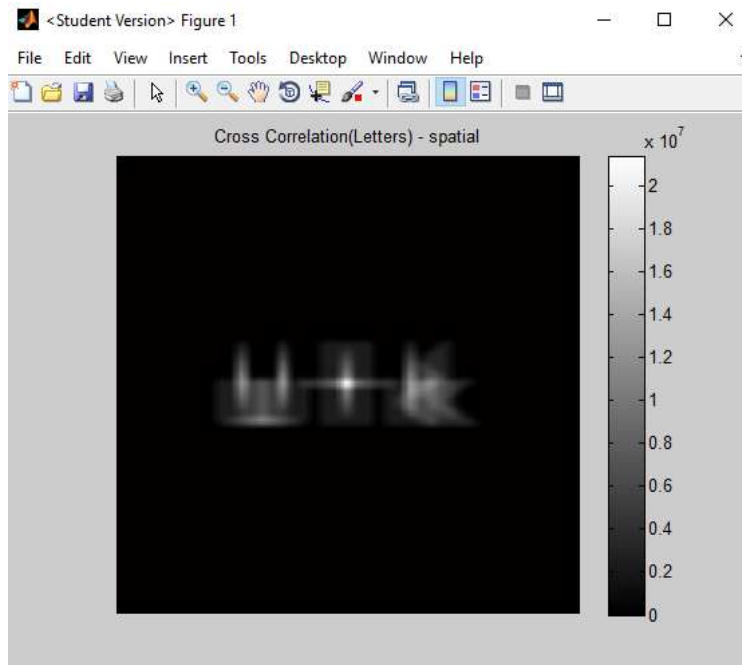 <Student Version> Figure 1
File Edit View Insert Tools Desktop Window Help
Cross Correlation(Letters) - spatial
x 10^7
2
1.8
1.6
1.4
1.2
1
0.8
0.6
0.4
0.2
0